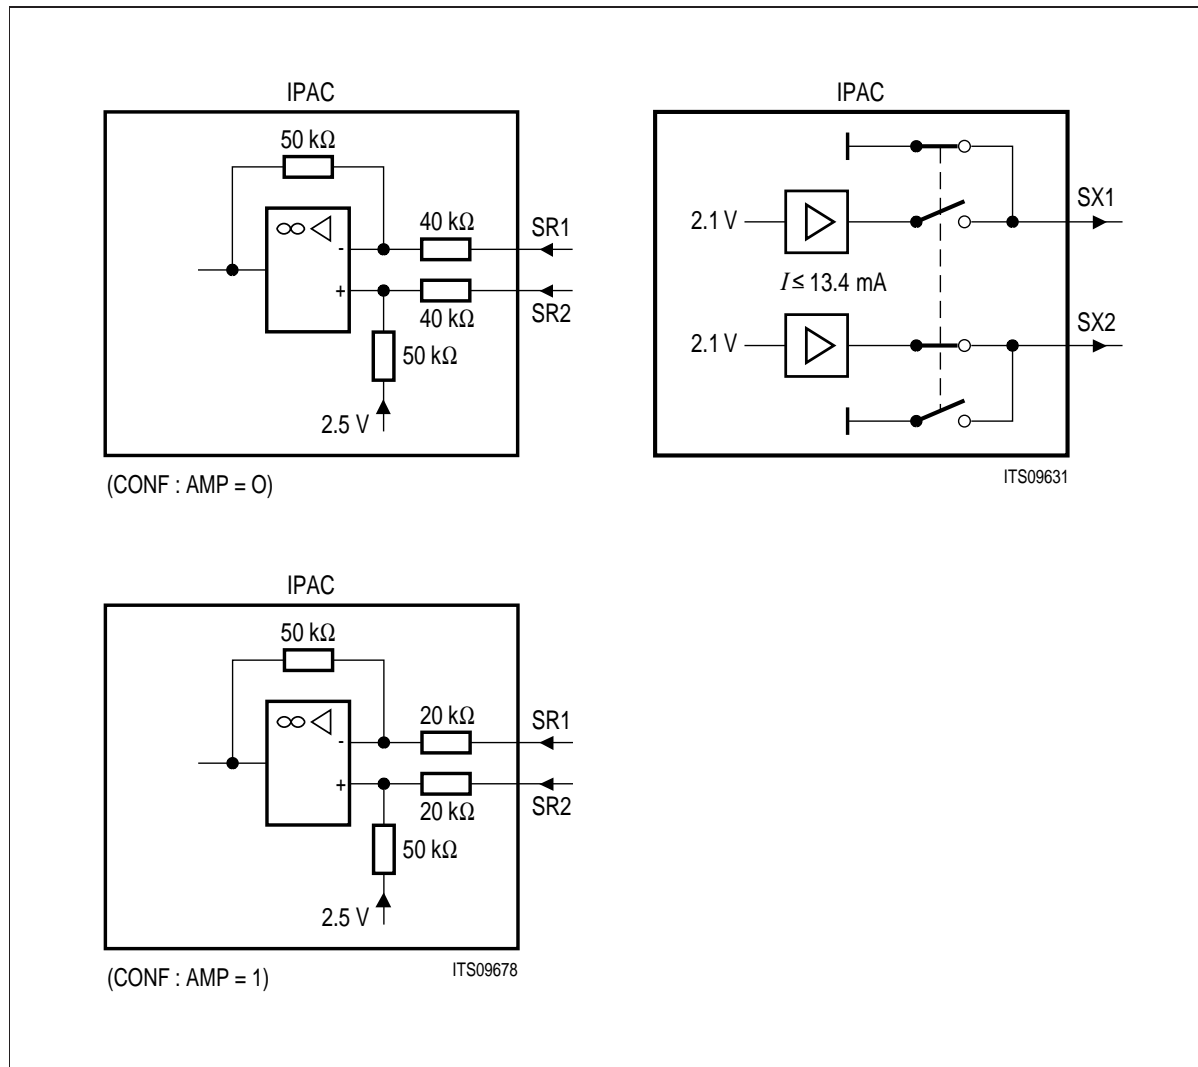 IPAC
50 kΩ
∞
-
+
40 kΩ
SR1
40 kΩ
SR2
50 kΩ
2.5 V
(CONF : AMP = O)
IPAC
2.1 V
SX1
I ≤ 13.4 mA
2.1 V
SX2
ITS09631
IPAC
50 kΩ
∞
-
+
20 kΩ
SR1
20 kΩ
SR2
50 kΩ
2.5 V
(CONF : AMP = 1)
ITS09678